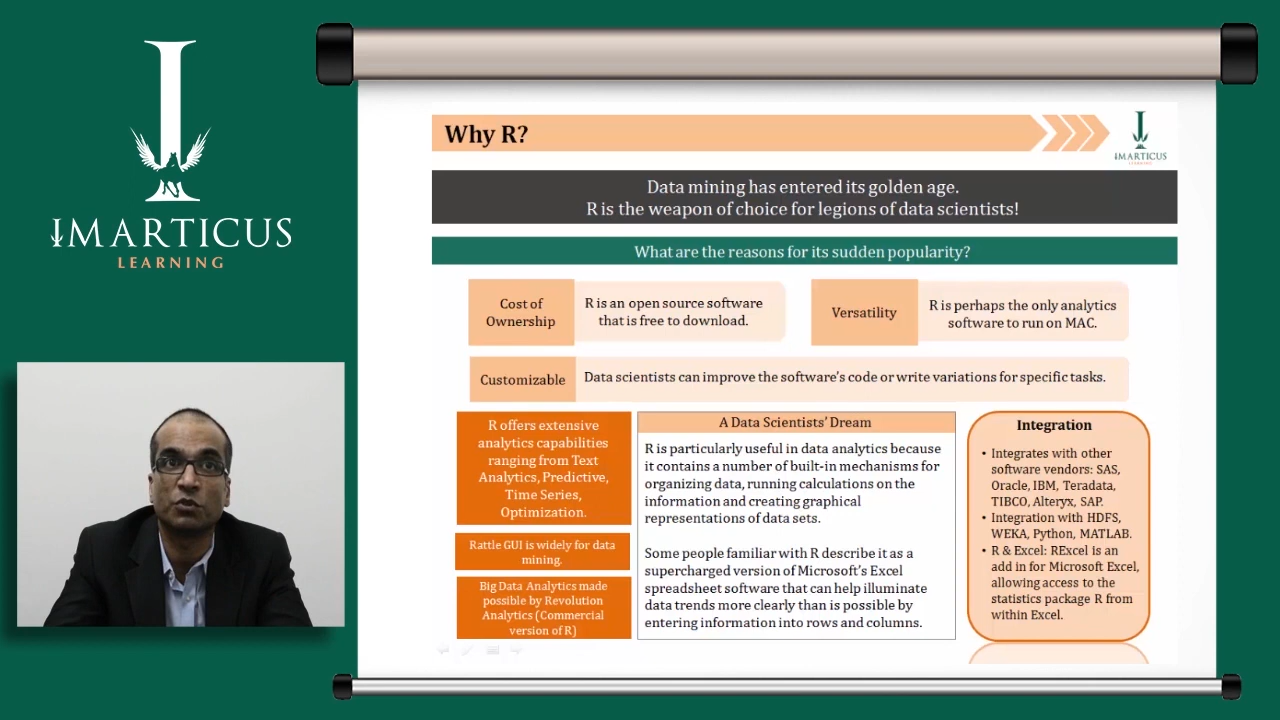 IMARTICUS
LEARNING
Why R?
IMARTICUS
LEARNING
Data mining has entered its golden age.
R is the weapon of choice for legions of data scientists!
What are the reasons for its sudden popularity?
Cost of
Ownership
R is an open source software
that is free to download.
Versatility
R is perhaps the only analytics
software to run on MAC.
Customizable
Data scientists can improve the software's code or write variations for specific tasks.
R offers extensive
analytics capabilities
ranging from Text
Analytics, Predictive,
Time Series,
Optimization.
Rattle GUI is widely for data
mining.
Big Data Analytics made
possible by Revolution
Analytics (Commercial
version of R)
A Data Scientists' Dream
R is particularly useful in data analytics because
it contains a number of built-in mechanisms for
organizing data, running calculations on the
information and creating graphical
representations of data sets.
Some people familiar with R describe it as a
supercharged version of Microsoft's Excel
spreadsheet software that can help illuminate
data trends more clearly than is possible by
entering information into rows and columns.
Integration
• Integrates with other
software vendors: SAS,
Oracle, IBM, Teradata,
TIBCO, Alteryx, SAP.
• Integration with HDFS,
WEKA, Python, MATLAB.
• R & Excel: RExcel is an
add in for Microsoft Excel,
allowing access to the
statistics package R from
within Excel.